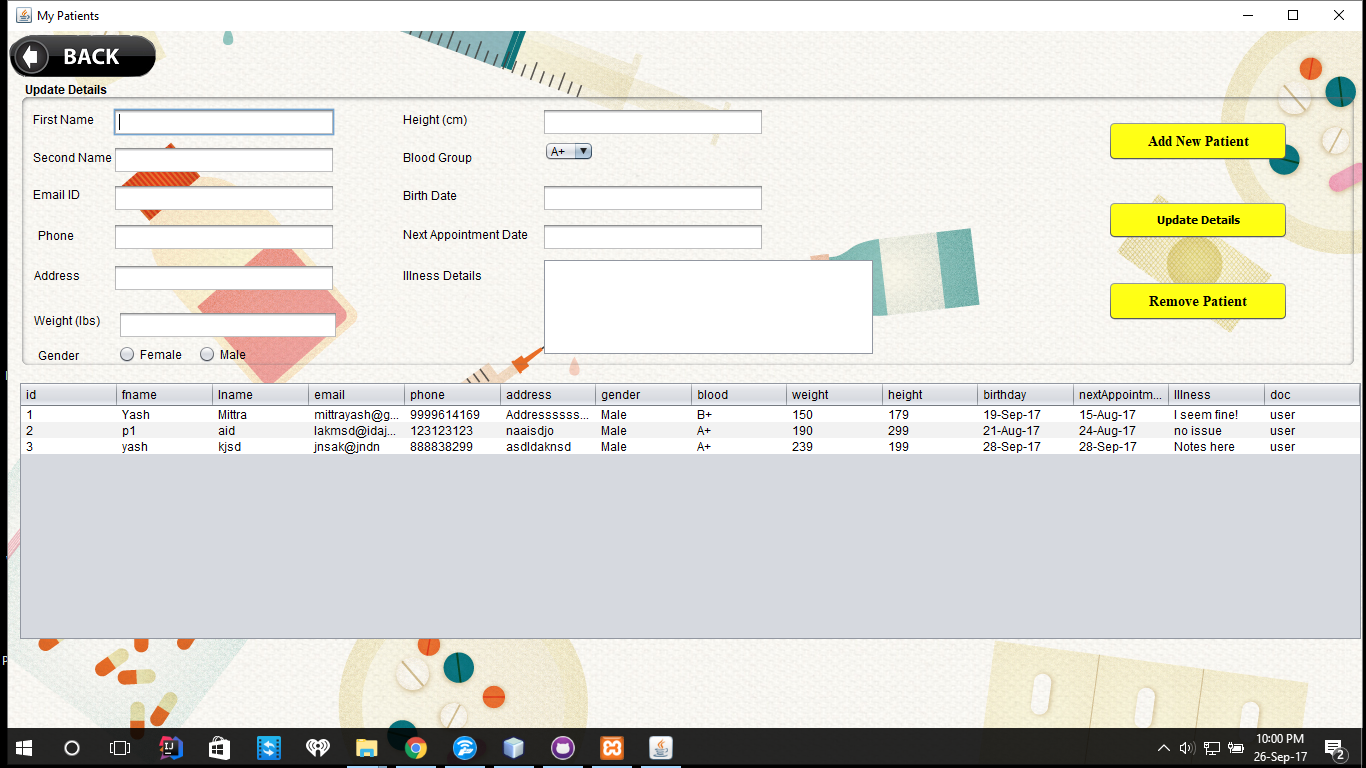 My Patients
BACK
Update Details
First Name
Height (cm)
Add New Patient
Second Name
Blood Group
A+
Email ID
Birth Date
Update Details
Phone
Next Appointment Date
Address
Illness Details
Remove Patient
Weight (lbs)
Gender
Female
Male
id fname lname email phone address gender blood weight height birthday nextAppointm... Illness doc
1 Yash Mittra mittrayash@g... 9999614169 Addressssss... Male B+ 150 179 19-Sep-17 15-Aug-17 I seem fine! user
2 p1 aid lakmsd@idaj... 123123123 naaisdjo Male A+ 190 299 21-Aug-17 24-Aug-17 no issue user
3 yash kjsd jnsak@jndn 888838299 asdldaknsd Male A+ 239 199 28-Sep-17 28-Sep-17 Notes here user
IJ
10:00 PM
26-Sep-17
2